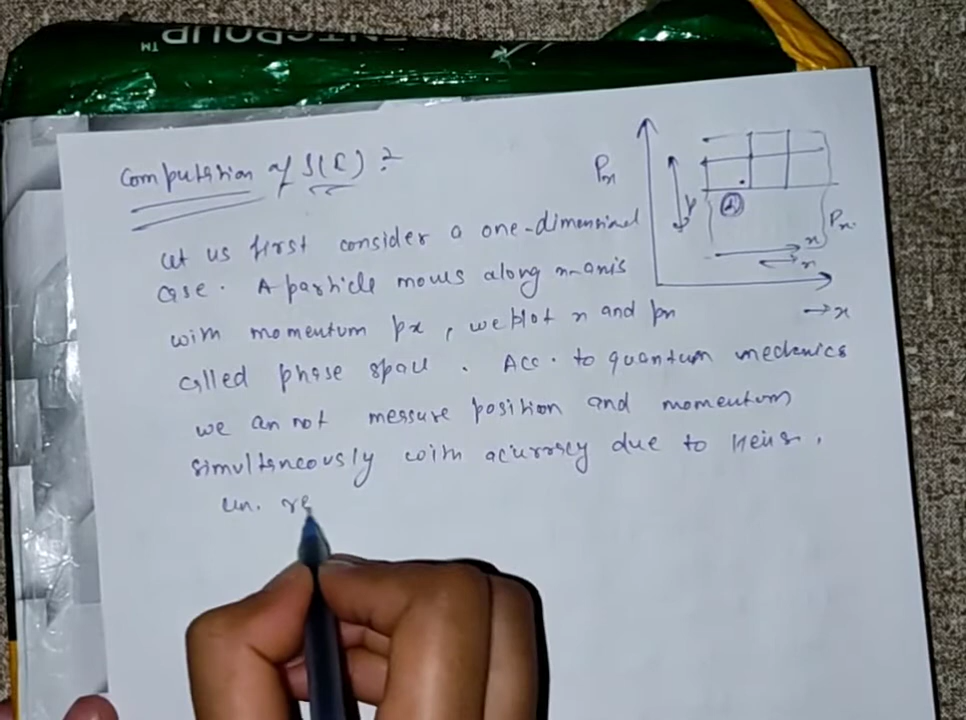 Computation of S(E) ?
Let us first consider a one-dimensional
case. A particle moves along x-axis
with momentum px, we plot x and px
called phase space. Acc. to quantum mechanics
we can not messure position and momentum
simultaneously with accuracy due to Heis.
un. re
Px
Px
x
x
→x